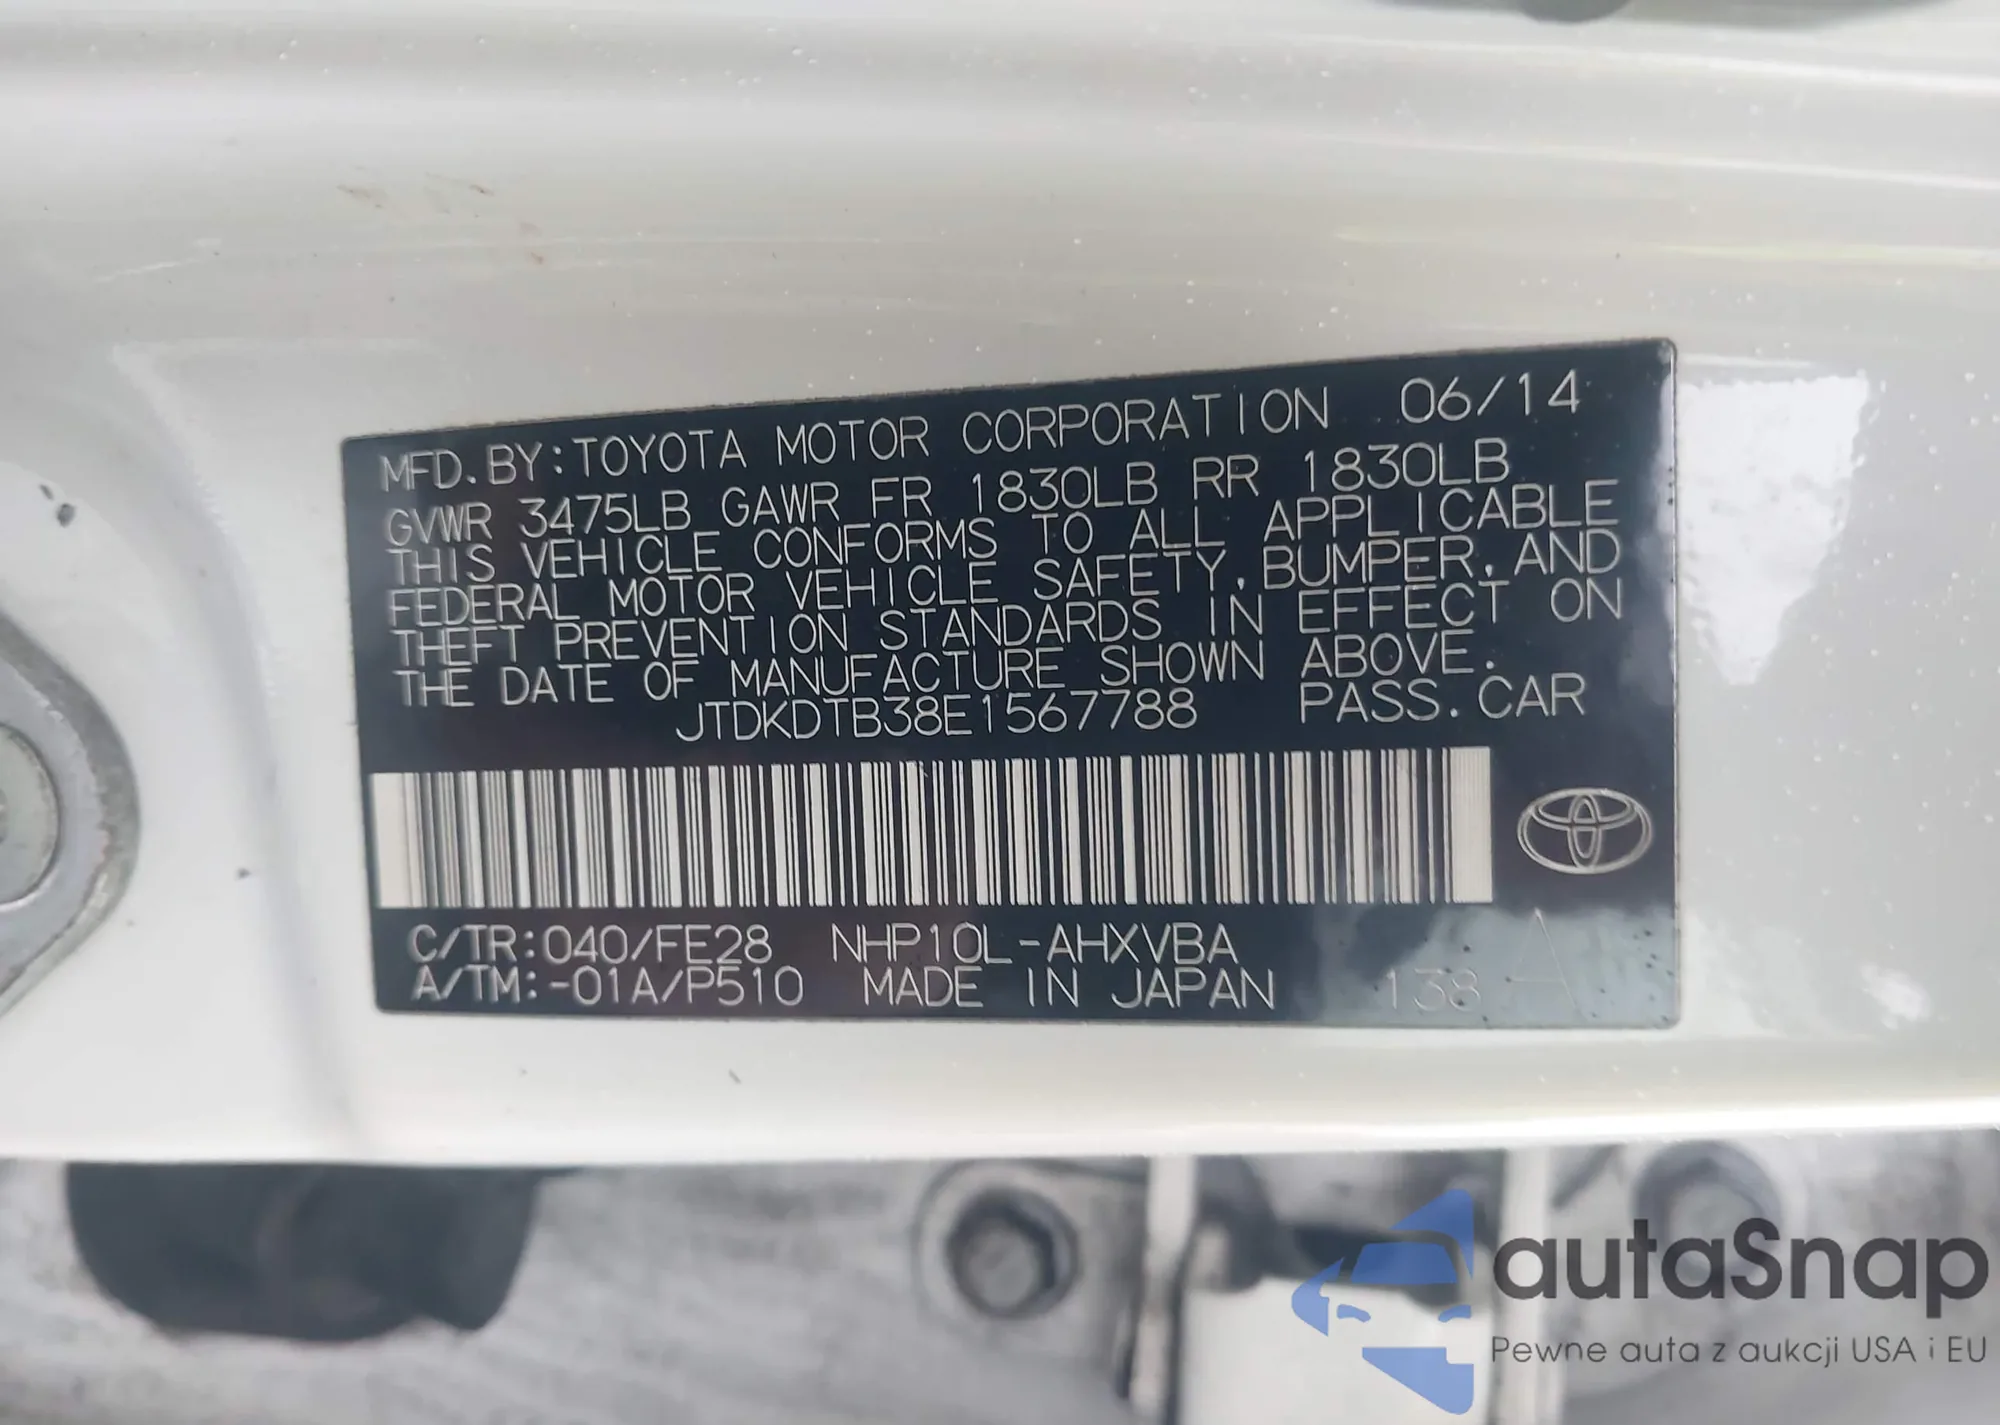 MFD.BY:TOYOTA MOTOR CORPORATION 06/14
GVWR 3475LB GAWR FR 1830LB RR 1830LB
THIS VEHICLE CONFORMS TO ALL APPLICABLE
FEDERAL MOTOR VEHICLE SAFETY,BUMPER,AND
THEFT PREVENTION STANDARDS IN EFFECT ON
THE DATE OF MANUFACTURE SHOWN ABOVE.
JTDKDTB38E1567788 PASS.CAR
C/TR:040/FE28 NHP10L-AHXVBA
A/TM:-01A/P510 MADE IN JAPAN 138 A
autaSnap
Pewne auta z aukcji USA i EU